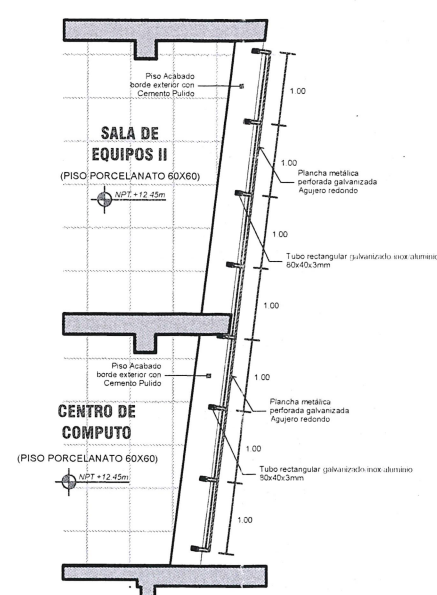 Piso Acabado
borde exterior con
Cemento Pulido
1.00
SALA DE
EQUIPOS II
(PISO PORCELANATO 60X60)
NPT. +12.45m
1.00
Plancha metálica
perforada galvanizada
Agujero redondo
1.00
Tubo rectangular galvanizado inox aluminio
60x40x3mm
1.00
Piso Acabado
borde exterior con
Cemento Pulido
1.00
CENTRO DE
COMPUTO
Plancha metálica
perforada galvanizada
Agujero redondo
(PISO PORCELANATO 60X60)
NPT +12.45m
1.00
Tubo rectangular galvanizado inox aluminio
80x40x3mm
1.00